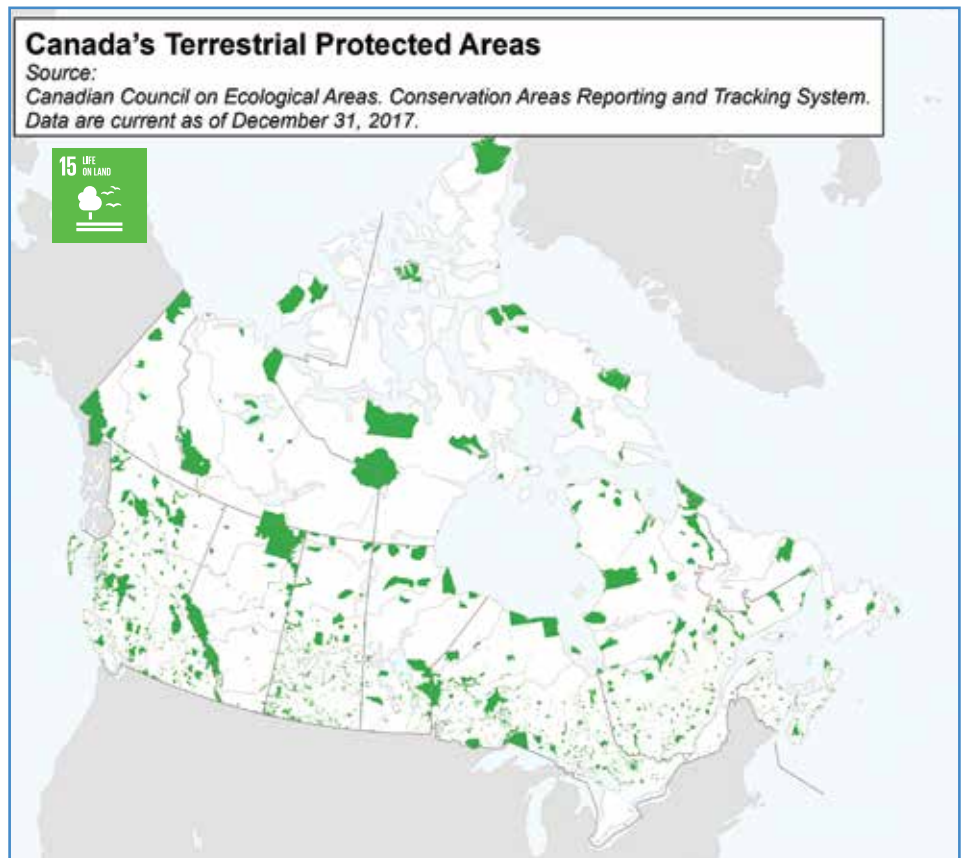 Canada's Terrestrial Protected Areas
Source:
Canadian Council on Ecological Areas. Conservation Areas Reporting and Tracking System.
Data are current as of December 31, 2017.
15 LIFE
ON LAND